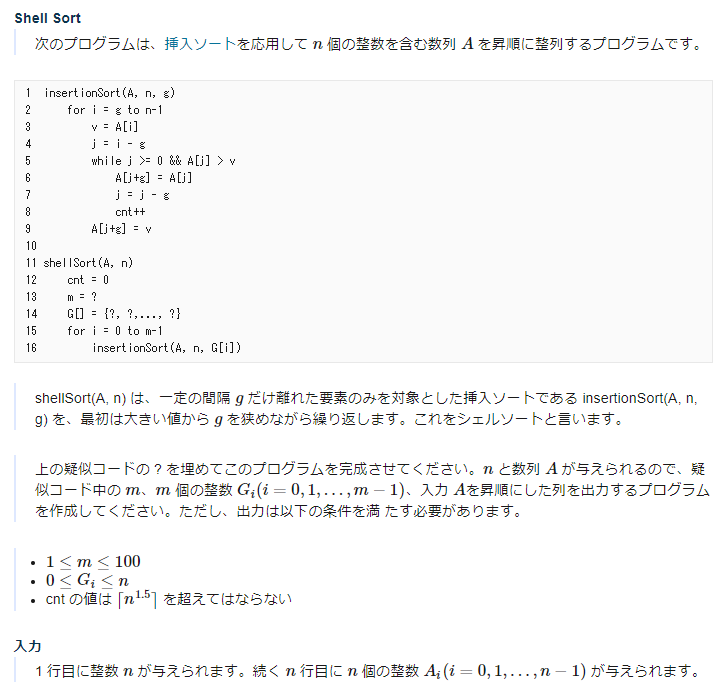 Shell Sort
次のプログラムは、挿入ソートを応用して n 個の整数を含む数列 A を昇順に整列するプログラムです。
1 insertionSort(A, n, g)
2     for i = g to n-1
3         v = A[i]
4         j = i - g
5         while j >= 0 && A[j] > v
6             A[j+g] = A[j]
7             j = j - g
8             cnt++
9         A[j+g] = v
10
11 shellSort(A, n)
12     cnt = 0
13     m = ?
14     G[] = {?, ?,..., ?}
15     for i = 0 to m-1
16         insertionSort(A, n, G[i])
shellSort(A, n) は、一定の間隔 g だけ離れた要素のみを対象とした挿入ソートである insertionSort(A, n,
g) を、最初は大きい値から g を狭めながら繰り返します。これをシェルソートと言います。
上の疑似コードの ? を埋めてこのプログラムを完成させてください。n と数列 A が与えられるので、疑
似コード中の m、m 個の整数 Gᵢ(i = 0, 1, . . . , m − 1)、入力 Aを昇順にした列を出力するプログラム
を作成してください。ただし、出力は以下の条件を満 たす必要があります。
• 1 ≤ m ≤ 100
• 0 ≤ Gᵢ ≤ n
• cnt の値は ⌈n^1.5⌉ を超えてはならない
入力
1 行目に整数 n が与えられます。続く n 行目に n 個の整数 Aᵢ(i = 0, 1, . . . , n − 1) が与えられます。